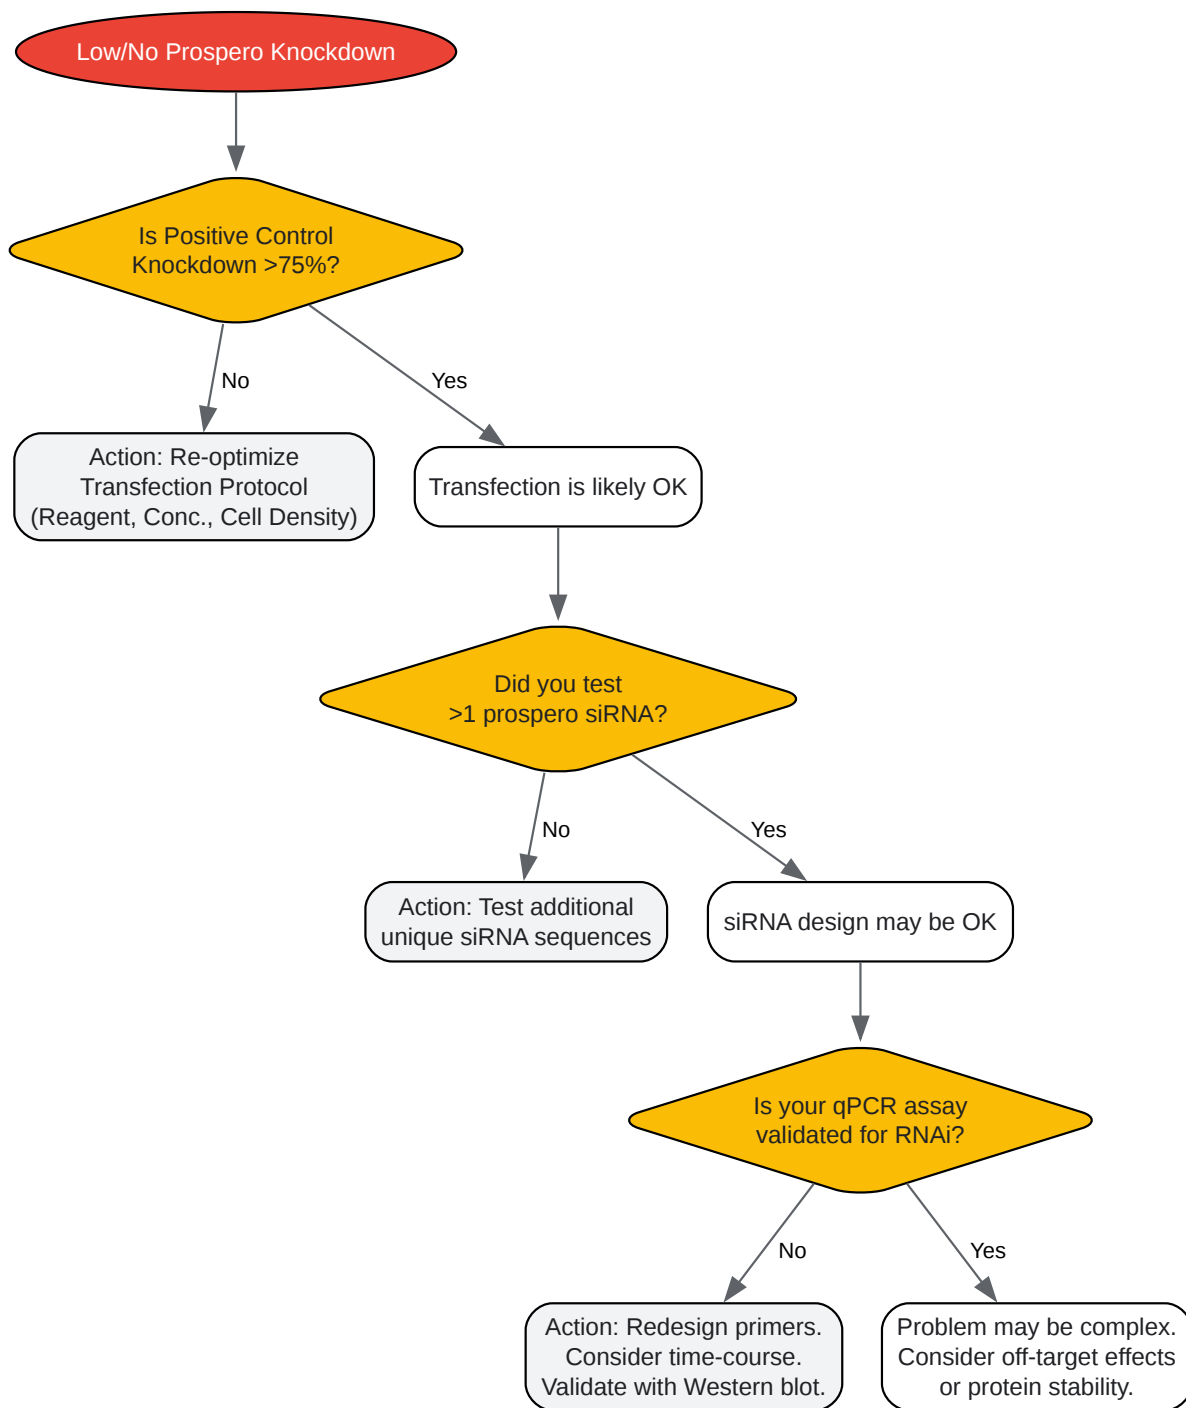 Low/No Prospero Knockdown
Is Positive Control
Knockdown >75%?
No
Yes
Action: Re-optimize
Transfection Protocol
(Reagent, Conc., Cell Density)
Transfection is likely OK
Did you test
>1 prospero siRNA?
No
Yes
Action: Test additional
unique siRNA sequences
siRNA design may be OK
Is your qPCR assay
validated for RNAi?
No
Yes
Action: Redesign primers.
Consider time-course.
Validate with Western blot.
Problem may be complex.
Consider off-target effects
or protein stability.